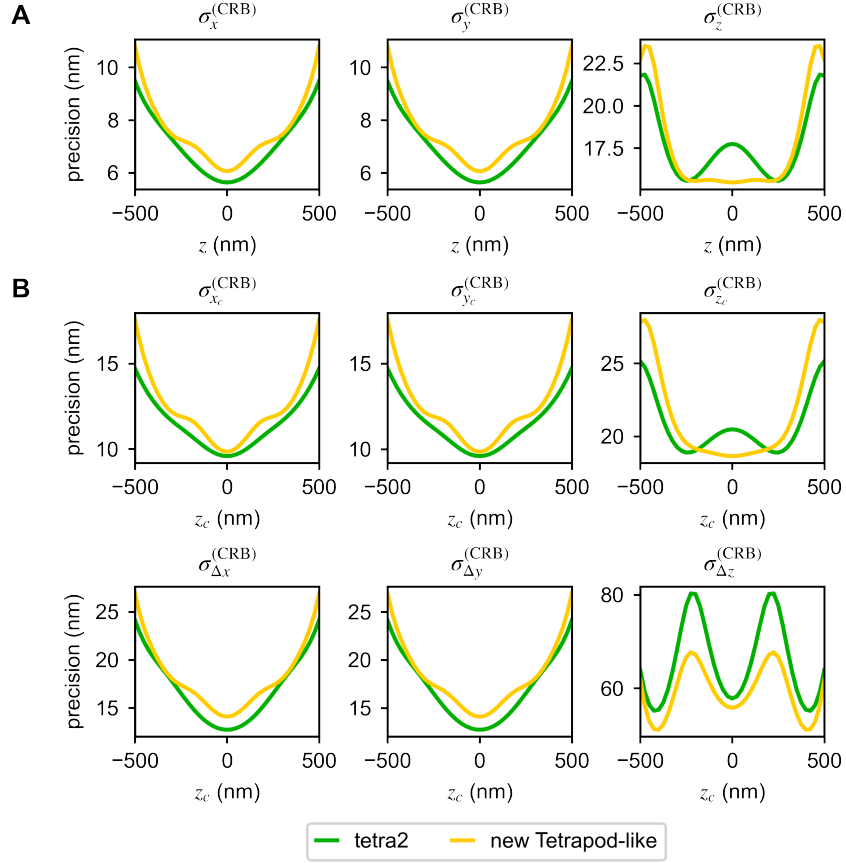 A
σx(CRB) σy(CRB) σz(CRB)
precision (nm)
10
8
6
−500 0 500
z (nm)
10
8
6
−500 0 500
z (nm)
22.5
20.0
17.5
−500 0 500
z (nm)
B
σxc(CRB) σyc(CRB) σzc(CRB)
precision (nm)
15
10
−500 0 500
zc (nm)
15
10
−500 0 500
zc (nm)
25
20
−500 0 500
zc (nm)
σΔx(CRB) σΔy(CRB) σΔz(CRB)
precision (nm)
25
20
15
−500 0 500
zc (nm)
25
20
15
−500 0 500
zc (nm)
80
60
−500 0 500
zc (nm)
tetra2 new Tetrapod-like